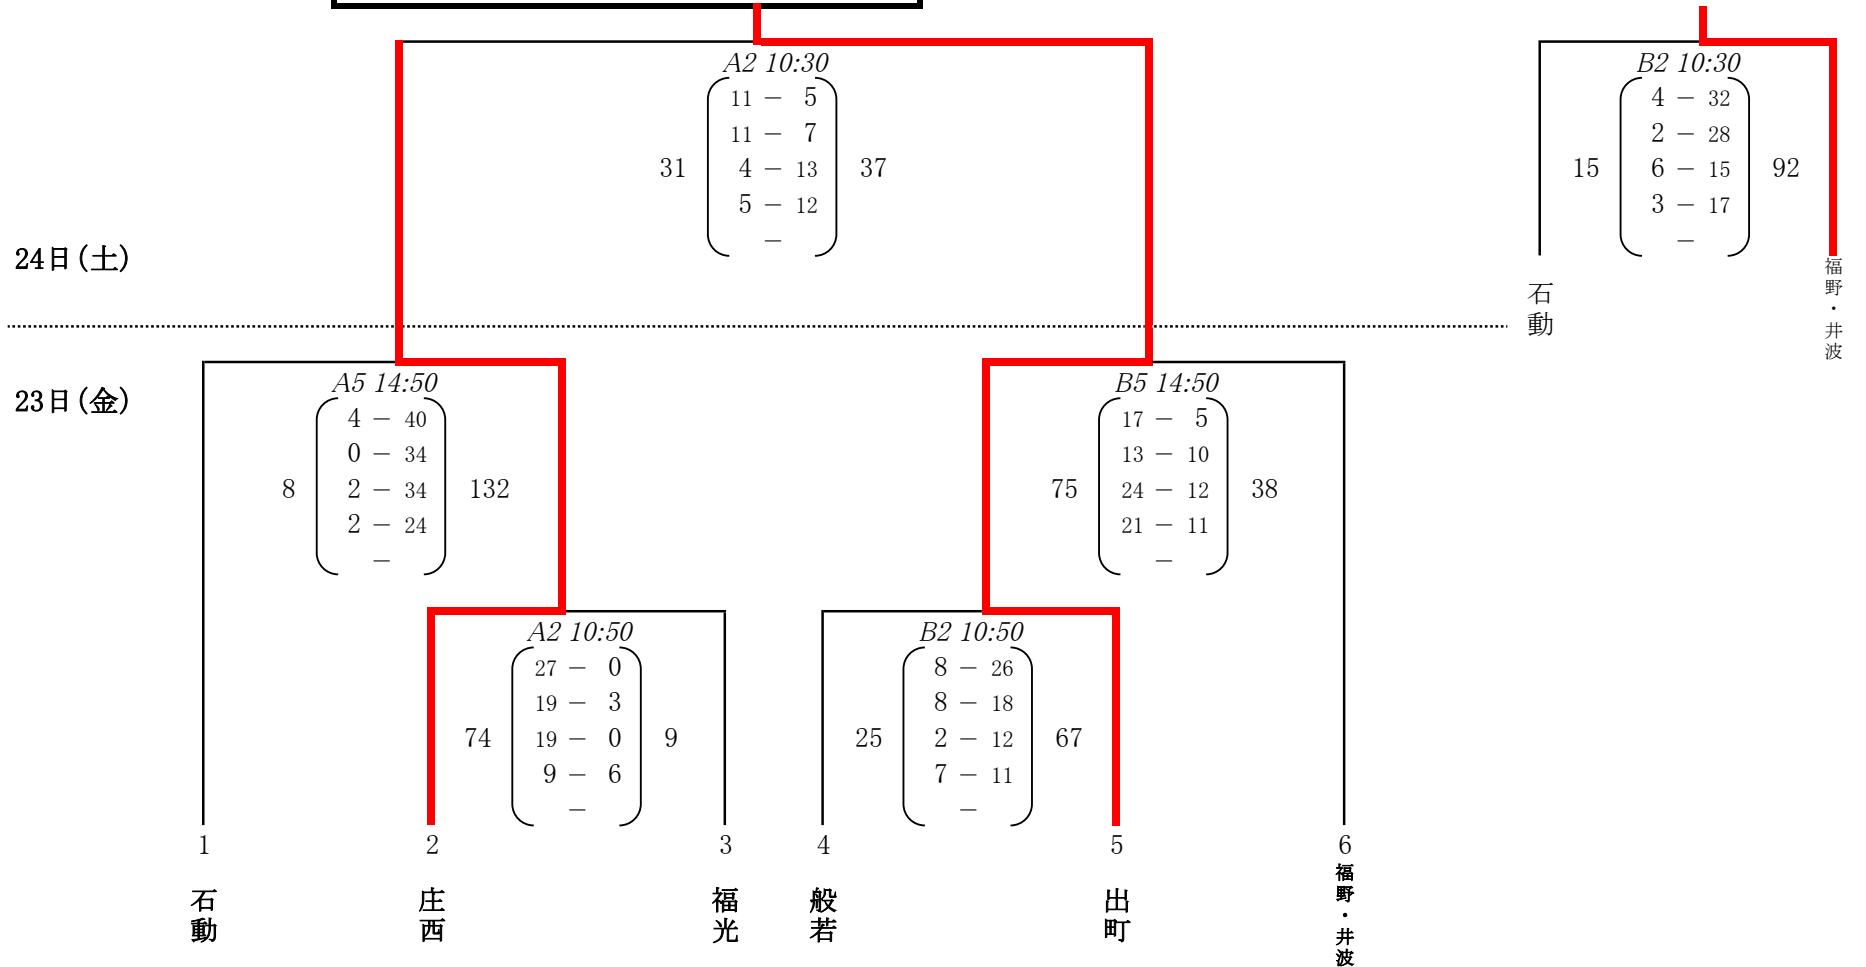 A2 10:30
11 － 5
11 － 7
31 4 － 13 37
5 － 12
－
B2 10:30
4 － 32
2 － 28
15 6 － 15 92
3 － 17
－
24日(土)
石動
福野・井波
23日(金)
A5 14:50
4 － 40
0 － 34
8 2 － 34 132
2 － 24
－
B5 14:50
17 － 5
13 － 10
75 24 － 12 38
21 － 11
－
A2 10:50
27 － 0
19 － 3
74 19 － 0 9
9 － 6
－
B2 10:50
8 － 26
8 － 18
25 2 － 12 67
7 － 11
－
1 2 3 4 5 6
石動
庄西
福光
般若
出町
福野・井波